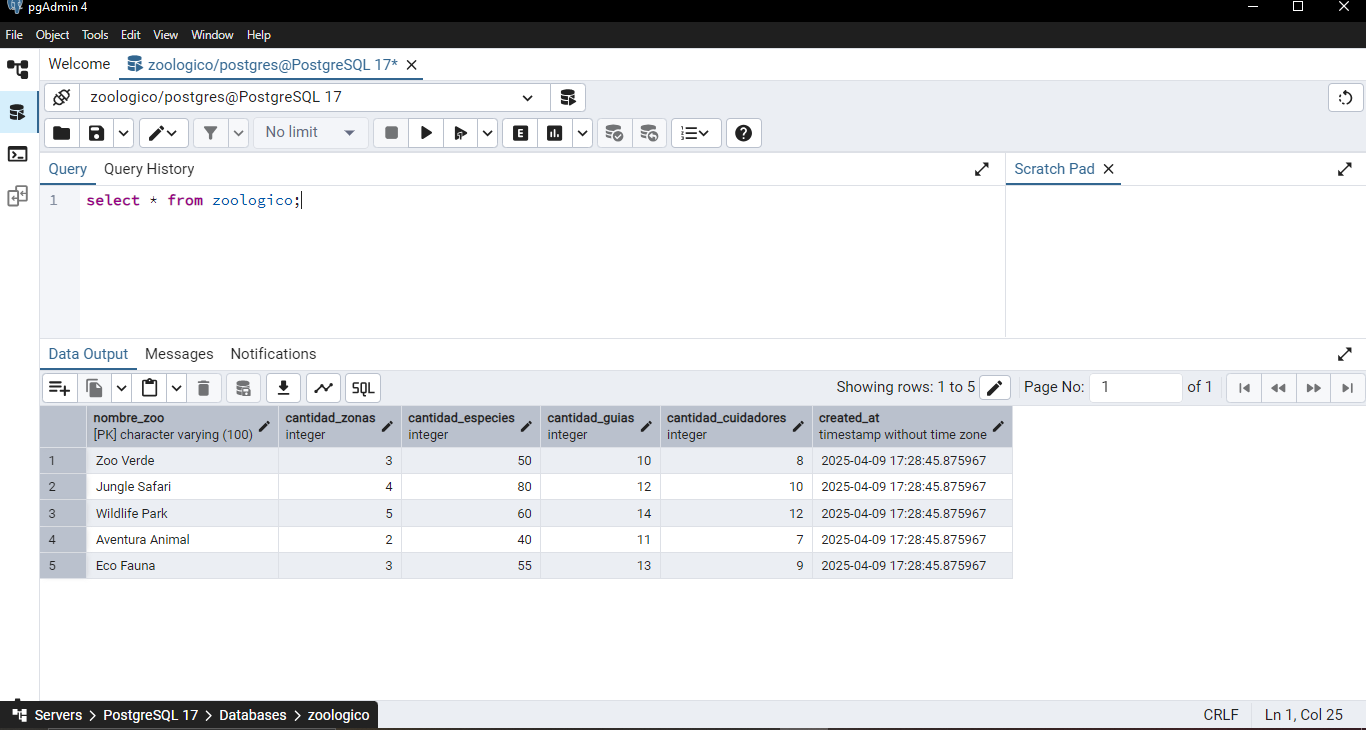 pgAdmin 4
File Object Tools Edit View Window Help
Welcome zoologico/postgres@PostgreSQL 17*
zoologico/postgres@PostgreSQL 17
No limit E
Query Query History Scratch Pad
1 select * from zoologico;
Data Output Messages Notifications
SQL Showing rows: 1 to 5 Page No: 1 of 1
nombre_zoo cantidad_zonas cantidad_especies cantidad_guias cantidad_cuidadores created_at
[PK] character varying (100) integer integer integer integer timestamp without time zone
1 Zoo Verde 3 50 10 8 2025-04-09 17:28:45.875967
2 Jungle Safari 4 80 12 10 2025-04-09 17:28:45.875967
3 Wildlife Park 5 60 14 12 2025-04-09 17:28:45.875967
4 Aventura Animal 2 40 11 7 2025-04-09 17:28:45.875967
5 Eco Fauna 3 55 13 9 2025-04-09 17:28:45.875967
Servers > PostgreSQL 17 > Databases > zoologico CRLF Ln 1, Col 25